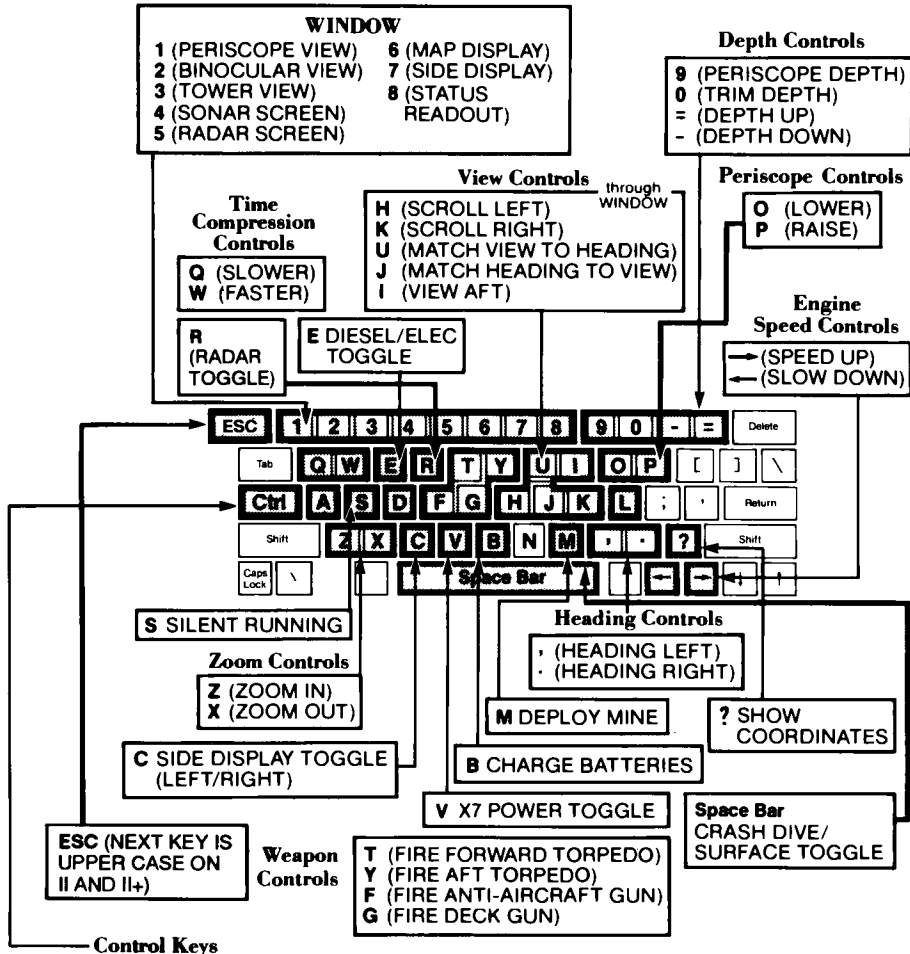 WINDOW
1 (PERISCOPE VIEW)
2 (BINOCULAR VIEW)
3 (TOWER VIEW)
4 (SONAR SCREEN)
5 (RADAR SCREEN)
6 (MAP DISPLAY)
7 (SIDE DISPLAY)
8 (STATUS
READOUT)
Depth Controls
9 (PERISCOPE DEPTH)
0 (TRIM DEPTH)
= (DEPTH UP)
- (DEPTH DOWN)
Time
Compression
Controls
Q (SLOWER)
W (FASTER)
View Controls
through
WINDOW
H (SCROLL LEFT)
K (SCROLL RIGHT)
U (MATCH VIEW TO HEADING)
J (MATCH HEADING TO VIEW)
I (VIEW AFT)
Periscope Controls
O (LOWER)
P (RAISE)
R
(RADAR
TOGGLE)
E DIESEL/ELEC
TOGGLE
Engine
Speed Controls
→ (SPEED UP)
← (SLOW DOWN)
ESC 1 2 3 4 5 6 7 8 9 0 - = Delete
Tab Q W E R T Y U I O P [ ] \
Ctrl A S D F G H J K L ; ' Return
Shift Z X C V B N M , . ? Shift
Caps
Lock \ Space Bar ← → ↓ ↑
S SILENT RUNNING
Zoom Controls
Z (ZOOM IN)
X (ZOOM OUT)
Heading Controls
, (HEADING LEFT)
. (HEADING RIGHT)
M DEPLOY MINE
? SHOW
COORDINATES
C SIDE DISPLAY TOGGLE
(LEFT/RIGHT)
B CHARGE BATTERIES
V X7 POWER TOGGLE
Space Bar
CRASH DIVE/
SURFACE TOGGLE
ESC (NEXT KEY IS
UPPER CASE ON
II AND II+)
Weapon
Controls
T (FIRE FORWARD TORPEDO)
Y (FIRE AFT TORPEDO)
F (FIRE ANTI-AIRCRAFT GUN)
G (FIRE DECK GUN)
Control Keys